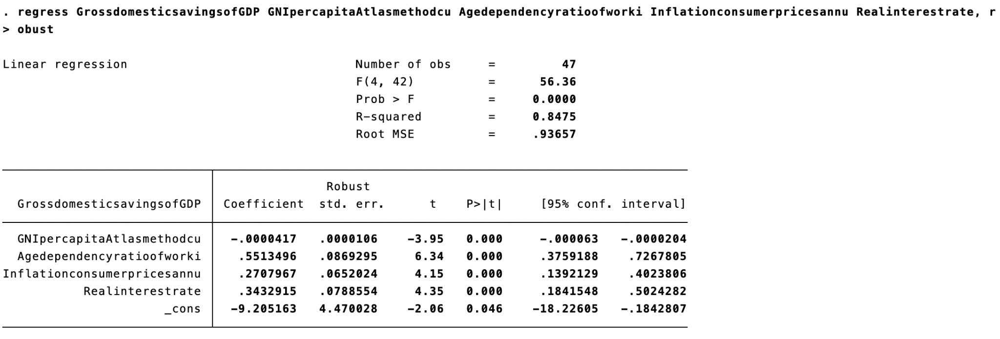 . regress GrossdomesticsavingsofGDP GNIpercapitaAtlasmethodcu Agedependencyratioofworki Inflationconsumerpricesannu Realinterestrate, r
> obust
Linear regression Number of obs = 47
F(4, 42) = 56.36
Prob > F = 0.0000
R-squared = 0.8475
Root MSE = .93657
Robust
GrossdomesticsavingsofGDP Coefficient std. err. t P>|t| [95% conf. interval]
GNIpercapitaAtlasmethodcu -.0000417 .0000106 -3.95 0.000 -.000063 -.0000204
Agedependencyratioofworki .5513496 .0869295 6.34 0.000 .3759188 .7267805
Inflationconsumerpricesannu .2707967 .0652024 4.15 0.000 .1392129 .4023806
Realinterestrate .3432915 .0788554 4.35 0.000 .1841548 .5024282
_cons -9.205163 4.470028 -2.06 0.046 -18.22605 -.1842807